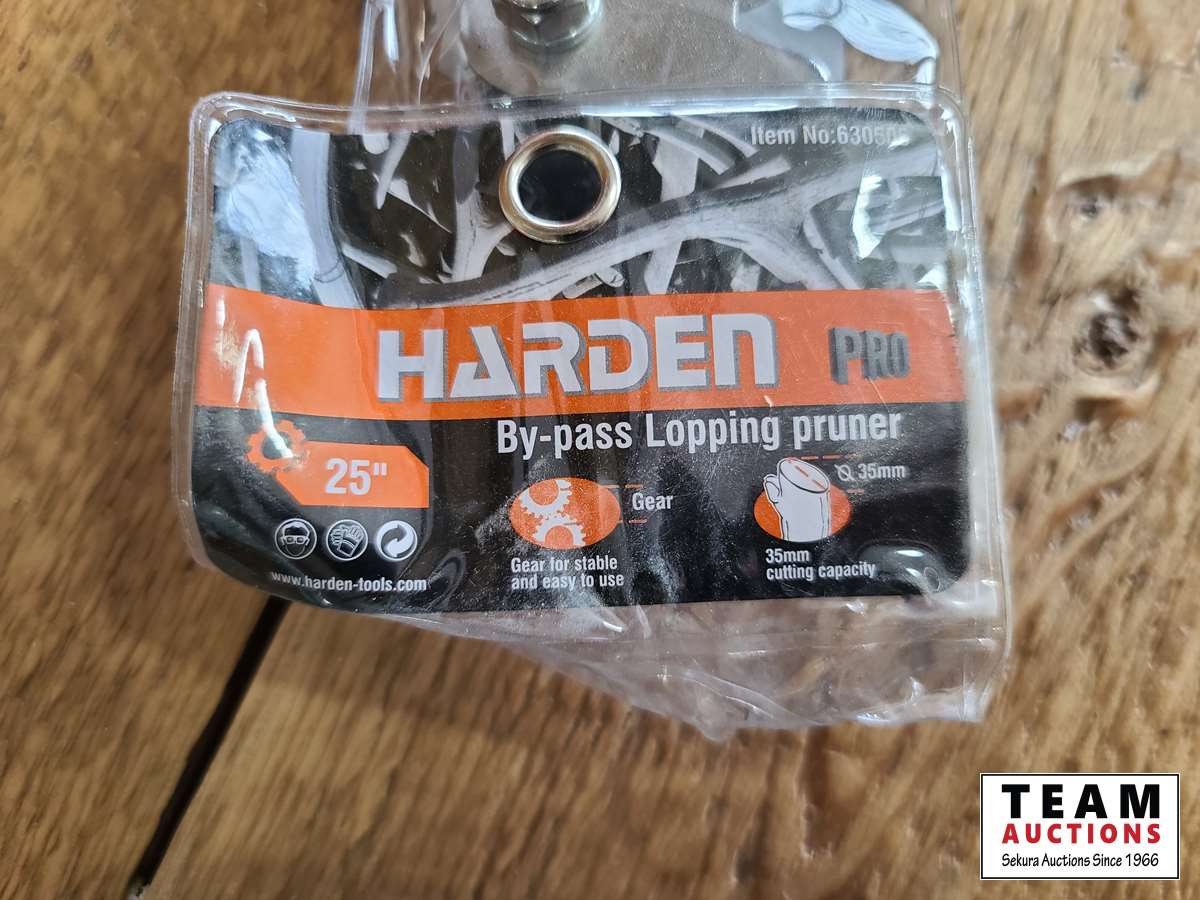 Item No:
HARDEN PRO
By-pass Lopping pruner
25"
Gear
35mm
Gear for stable
and easy to use
35mm
cutting capacity
www.harden-tools.com
TEAM
AUCTIONS
Sekura Auctions Since 1966